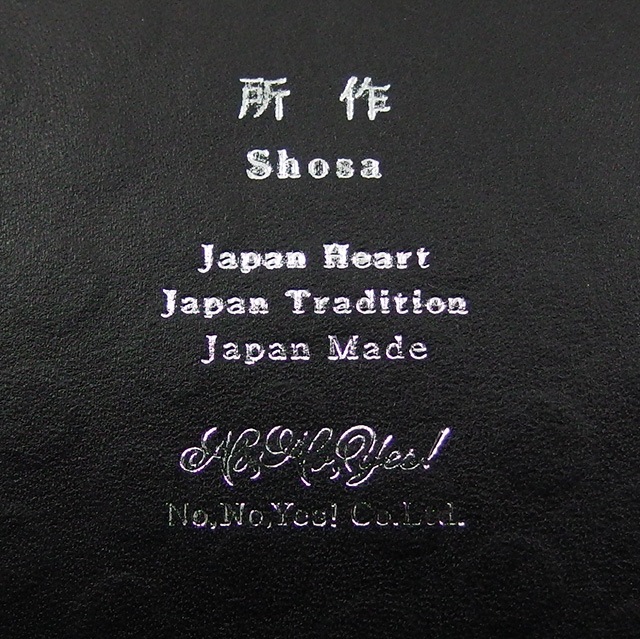 所 作
Shosa
Japan Heart
Japan Tradition
Japan Made
No,No,Yes!
No,No,Yes! Co.Ltd.